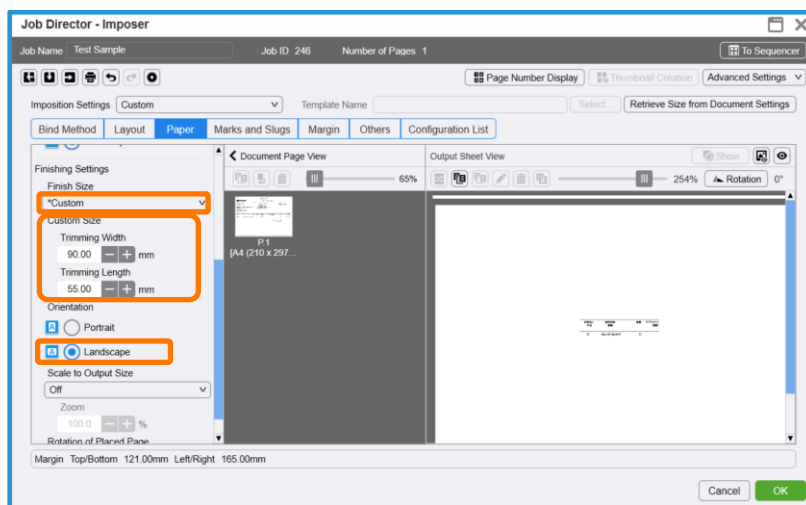 Job Director - Imposer
Job Name Test Sample Job ID 246 Number of Pages 1 To Sequencer
Page Number Display Thumbnail Creation Advanced Settings
Imposition Settings Custom Template Name Select... Retrieve Size from Document Settings
Bind Method Layout Paper Marks and Slugs Margin Others Configuration List
Finishing Settings
Finish Size
*Custom
Custom Size
Trimming Width
90.00 mm
Trimming Length
55.00 mm
Orientation
Portrait
Landscape
Scale to Output Size
Off
Zoom
100.0 %
Rotation of Placed Page
Document Page View
65%
P.1
[A4 (210 x 297...
Output Sheet View Show
254% Rotation 0°
Margin Top/Bottom 121.00mm Left/Right 165.00mm
Cancel OK